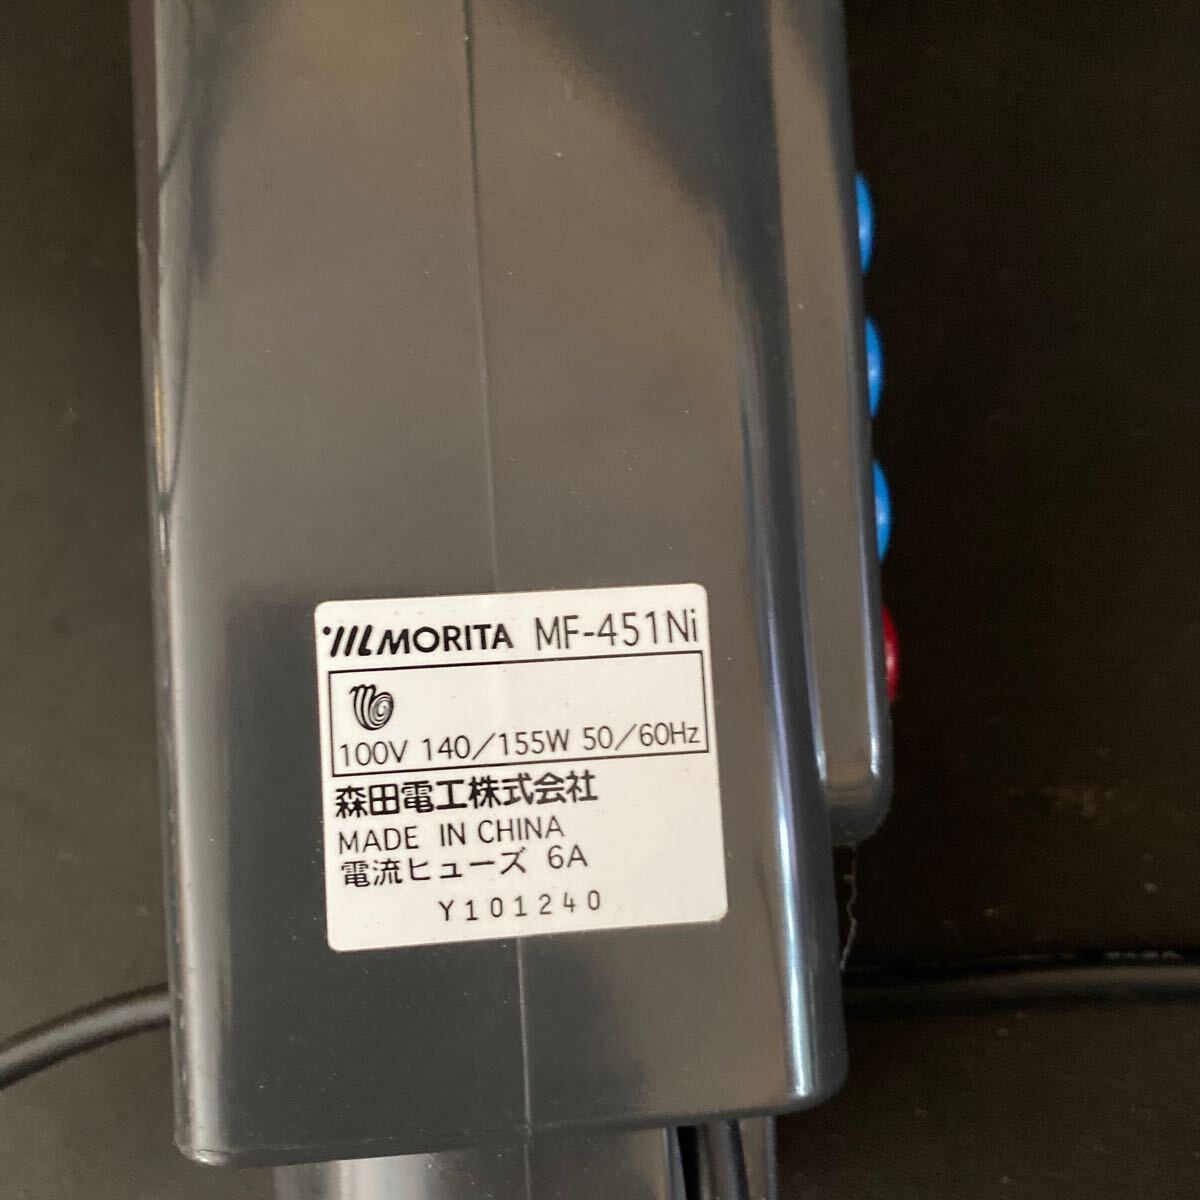 MORITA MF-451Ni
100V 140/155W 50/60Hz
森田電工株式会社
MADE IN CHINA
電流ヒューズ 6A
Y101240